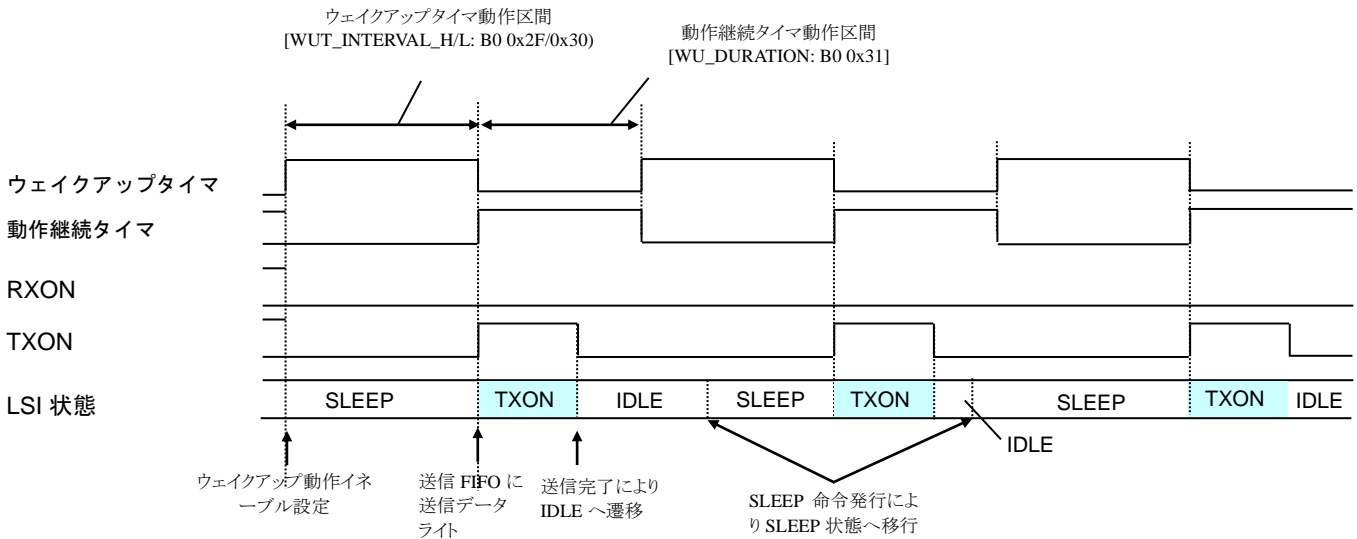 ウェイクアップタイマ動作区間
[WUT_INTERVAL_H/L: B0 0x2F/0x30)
動作継続タイマ動作区間
[WU_DURATION: B0 0x31]
ウェイクアップタイマ
動作継続タイマ
RXON
TXON
LSI 状態
SLEEP
TXON
IDLE
SLEEP
TXON
SLEEP
TXON
IDLE
IDLE
ウェイクアップ動作イネ
ーブル設定
送信 FIFO に
送信データ
ライト
送信完了により
IDLE へ遷移
SLEEP 命令発行によ
り SLEEP 状態へ移行